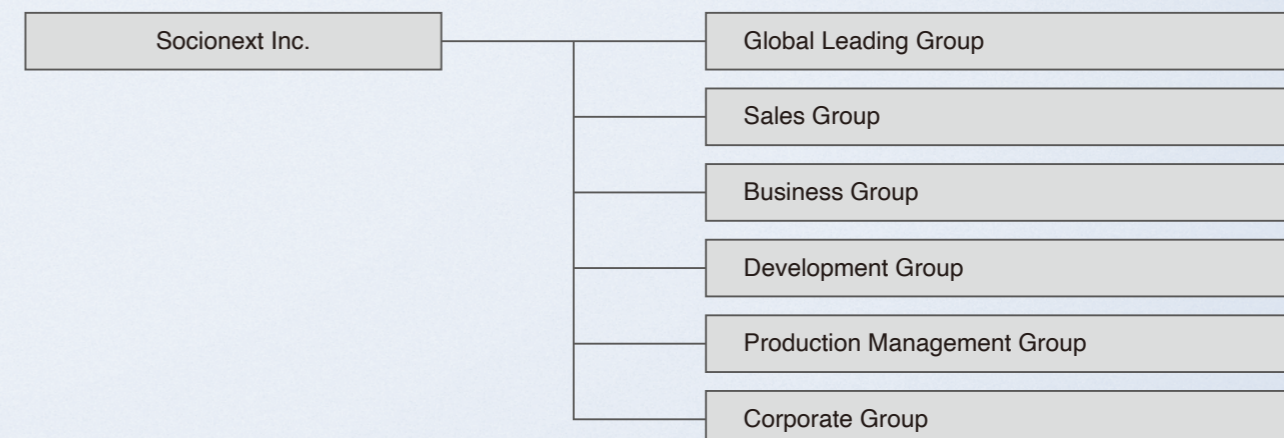 Socionext Inc.
Global Leading Group
Sales Group
Business Group
Development Group
Production Management Group
Corporate Group